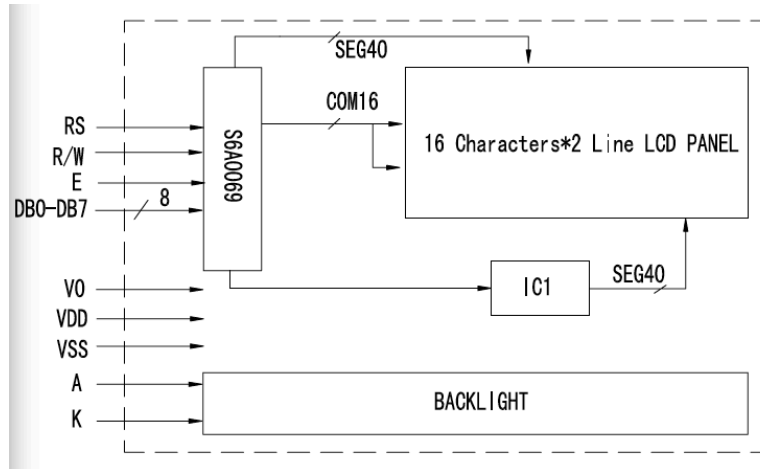 SEG40
COM16
RS
R/W
E
DB0-DB7
8
S6A0069
16 Characters*2 Line LCD PANEL
V0
VDD
VSS
IC1
SEG40
A
K
BACKLIGHT